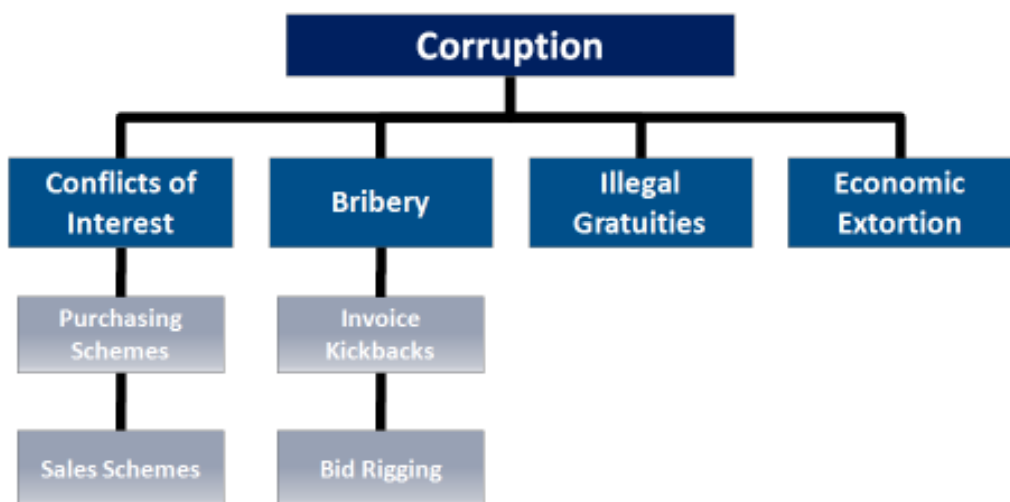 Corruption
Conflicts of
Interest
Bribery
Illegal
Gratuities
Economic
Extortion
Purchasing
Schemes
Invoice
Kickbacks
Sales Schemes
Bid Rigging